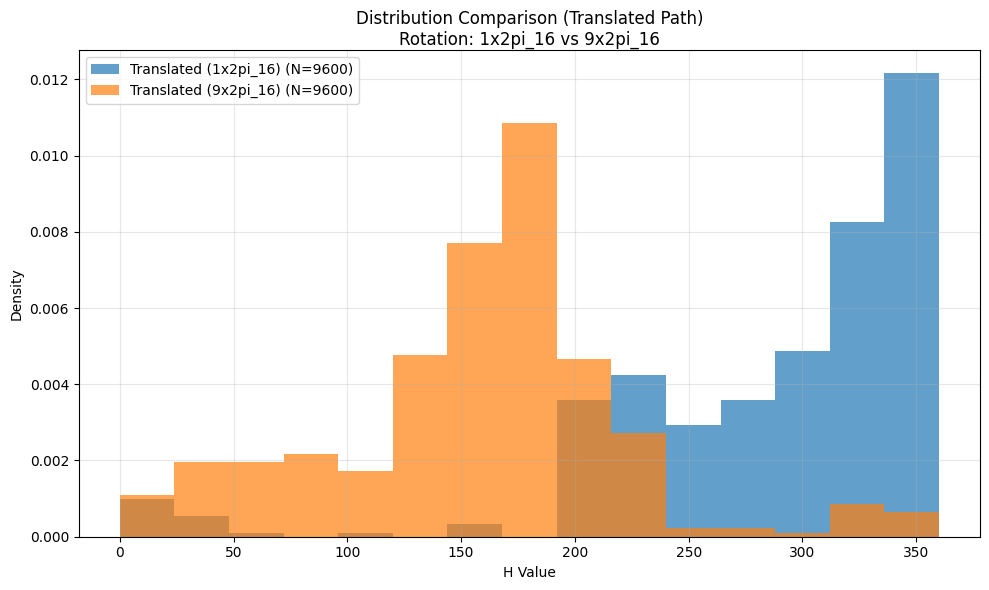 Distribution Comparison (Translated Path)
Rotation: 1x2pi_16 vs 9x2pi_16
Translated (1x2pi_16) (N=9600)
Translated (9x2pi_16) (N=9600)
Density
0.012
0.010
0.008
0.006
0.004
0.002
0.000
0 50 100 150 200 250 300 350
H Value